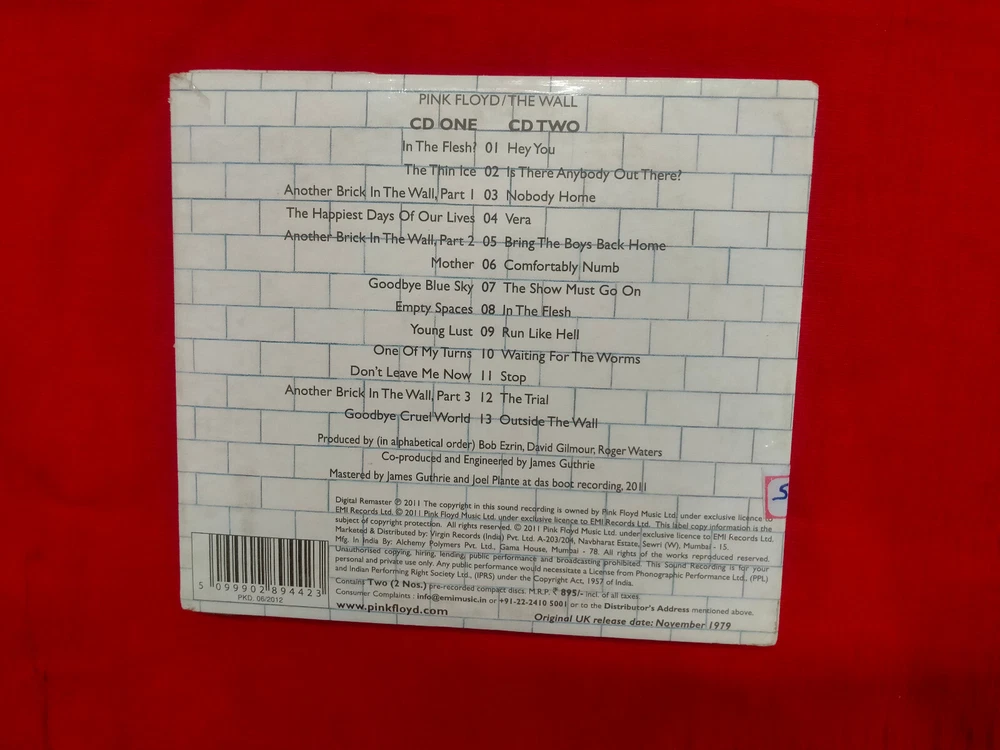 PINK FLOYD/THE WALL
CD ONE CD TWO
In The Flesh? 01 Hey You
The Thin Ice 02 Is There Anybody Out There?
Another Brick In The Wall, Part 1 03 Nobody Home
The Happiest Days Of Our Lives 04 Vera
Another Brick In The Wall, Part 2 05 Bring The Boys Back Home
Mother 06 Comfortably Numb
Goodbye Blue Sky 07 The Show Must Go On
Empty Spaces 08 In The Flesh
Young Lust 09 Run Like Hell
One Of My Turns 10 Waiting For The Worms
Don't Leave Me Now 11 Stop
Another Brick In The Wall, Part 3 12 The Trial
Goodbye Cruel World 13 Outside The Wall
Produced by (in alphabetical order) Bob Ezrin, David Gilmour, Roger Waters
Co-produced and Engineered by James Guthrie
Mastered by James Guthrie and Joel Plante at das boot recording, 2011
Digital Remaster ℗ 2011 The copyright in this sound recording is owned by Pink Floyd Music Ltd. under exclusive licence to
EMI Records Ltd. © 2011 Pink Floyd Music Ltd. under exclusive licence to EMI Records Ltd. This label copy information is the
subject of copyright protection. All rights reserved. © 2011 Pink Floyd Music Ltd. under exclusive licence to EMI Records Ltd.
Marketed & Distributed by: Virgin Records (India) Pvt. Ltd. A-203/204, Navbharat Estate, Sewri (W), Mumbai - 15.
Mfg. In India By: Alchemy Polymers Pvt. Ltd., Gama House, Mumbai - 78. All rights of the works reproduced reserved.
Unauthorised copying, hiring, lending, public performance and broadcasting prohibited. This Sound Recording is for your
personal and private use only. Any public performance would necessitate a License from Phonographic Performance Ltd., (PPL)
and Indian Performing Right Society Ltd., (IPRS) under the Copyright Act, 1957 of India.
Contains Two (2 Nos.) pre-recorded compact discs. M.R.P. ₹ 895/- incl. of all taxes
Consumer Complaints : info@emimusic.in or +91-22-2410 5001 or to the Distributor's Address mentioned above.
www.pinkfloyd.com
Original UK release date: November 1979
5 099902 894423
PKD. 06/2012
S